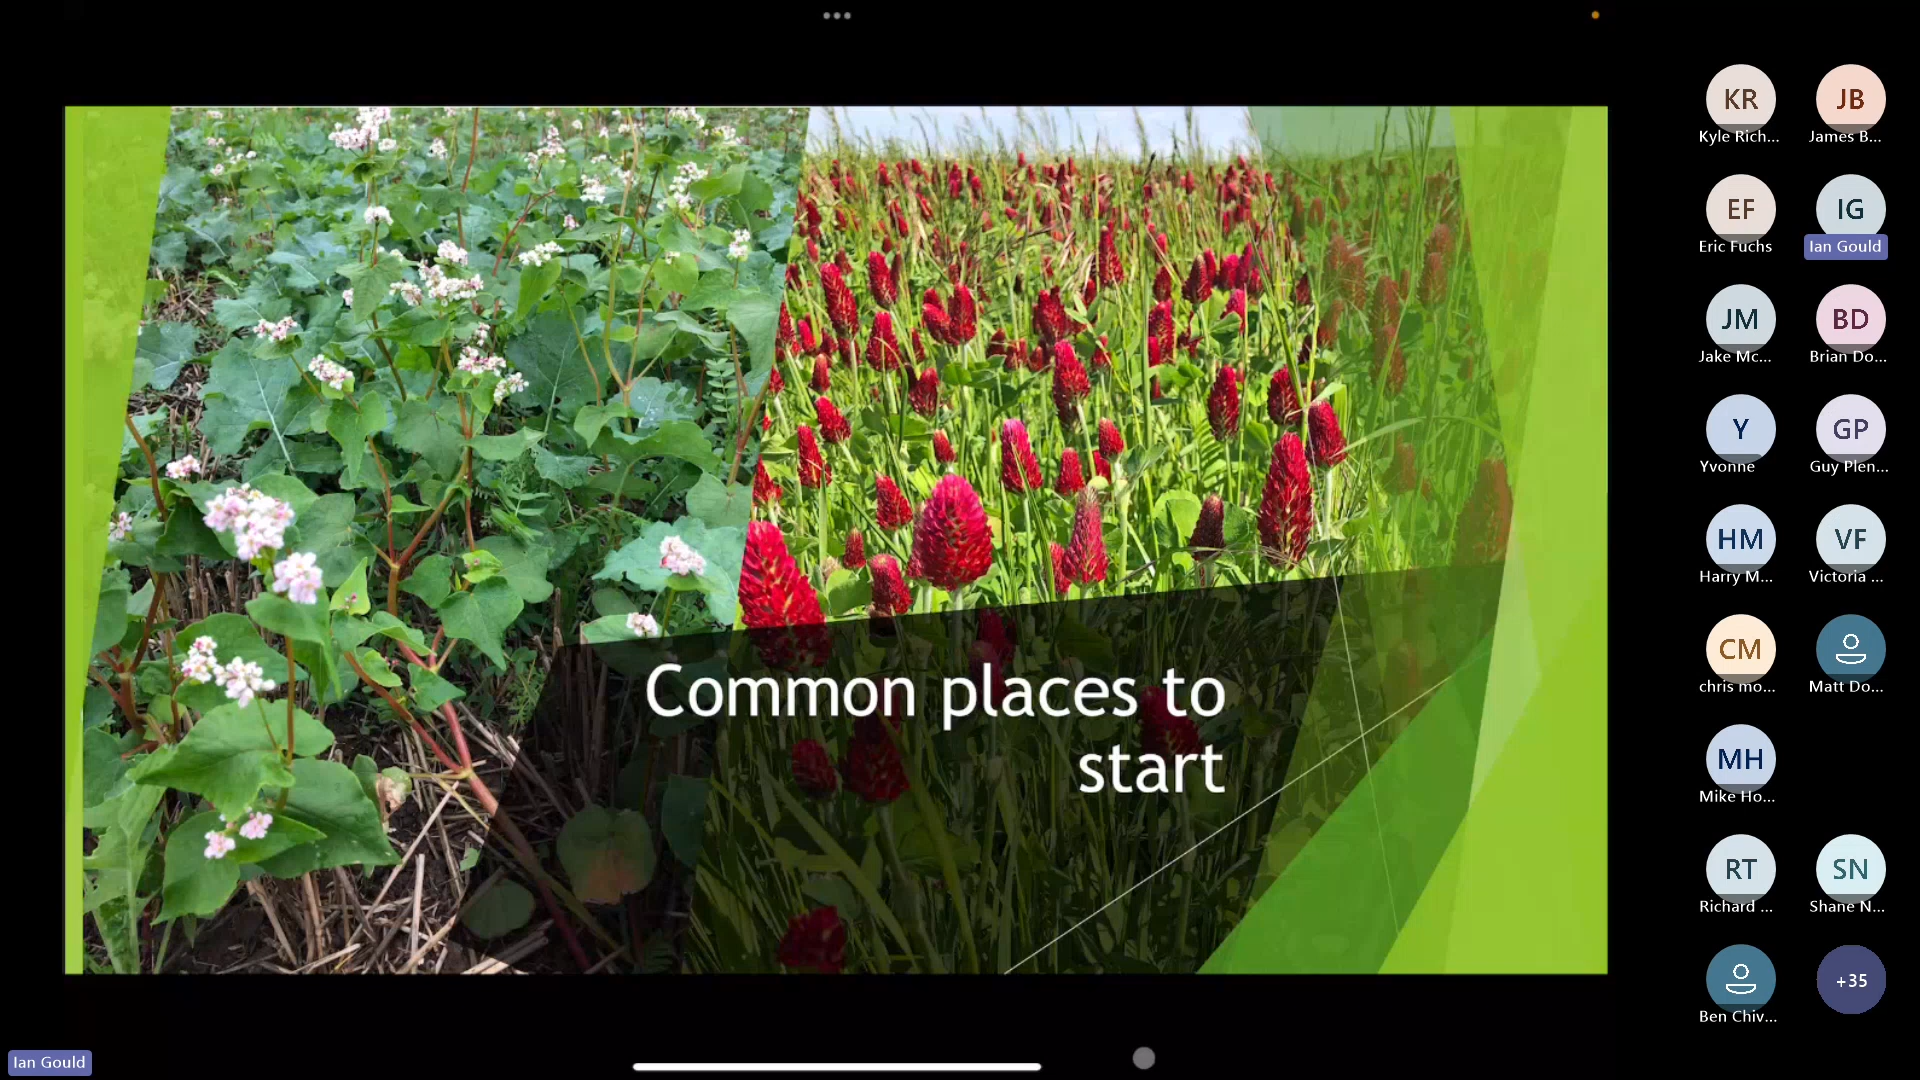 Common places to
start
KR
Kyle Rich...
JB
James B...
EF
Eric Fuchs
IG
Ian Gould
JM
Jake Mc...
BD
Brian Do...
Y
Yvonne
GP
Guy Plen...
HM
Harry M...
VF
Victoria ...
CM
chris mo...
Matt Do...
MH
Mike Ho...
RT
Richard ...
SN
Shane N...
Ben Chiv...
+35
Ian Gould